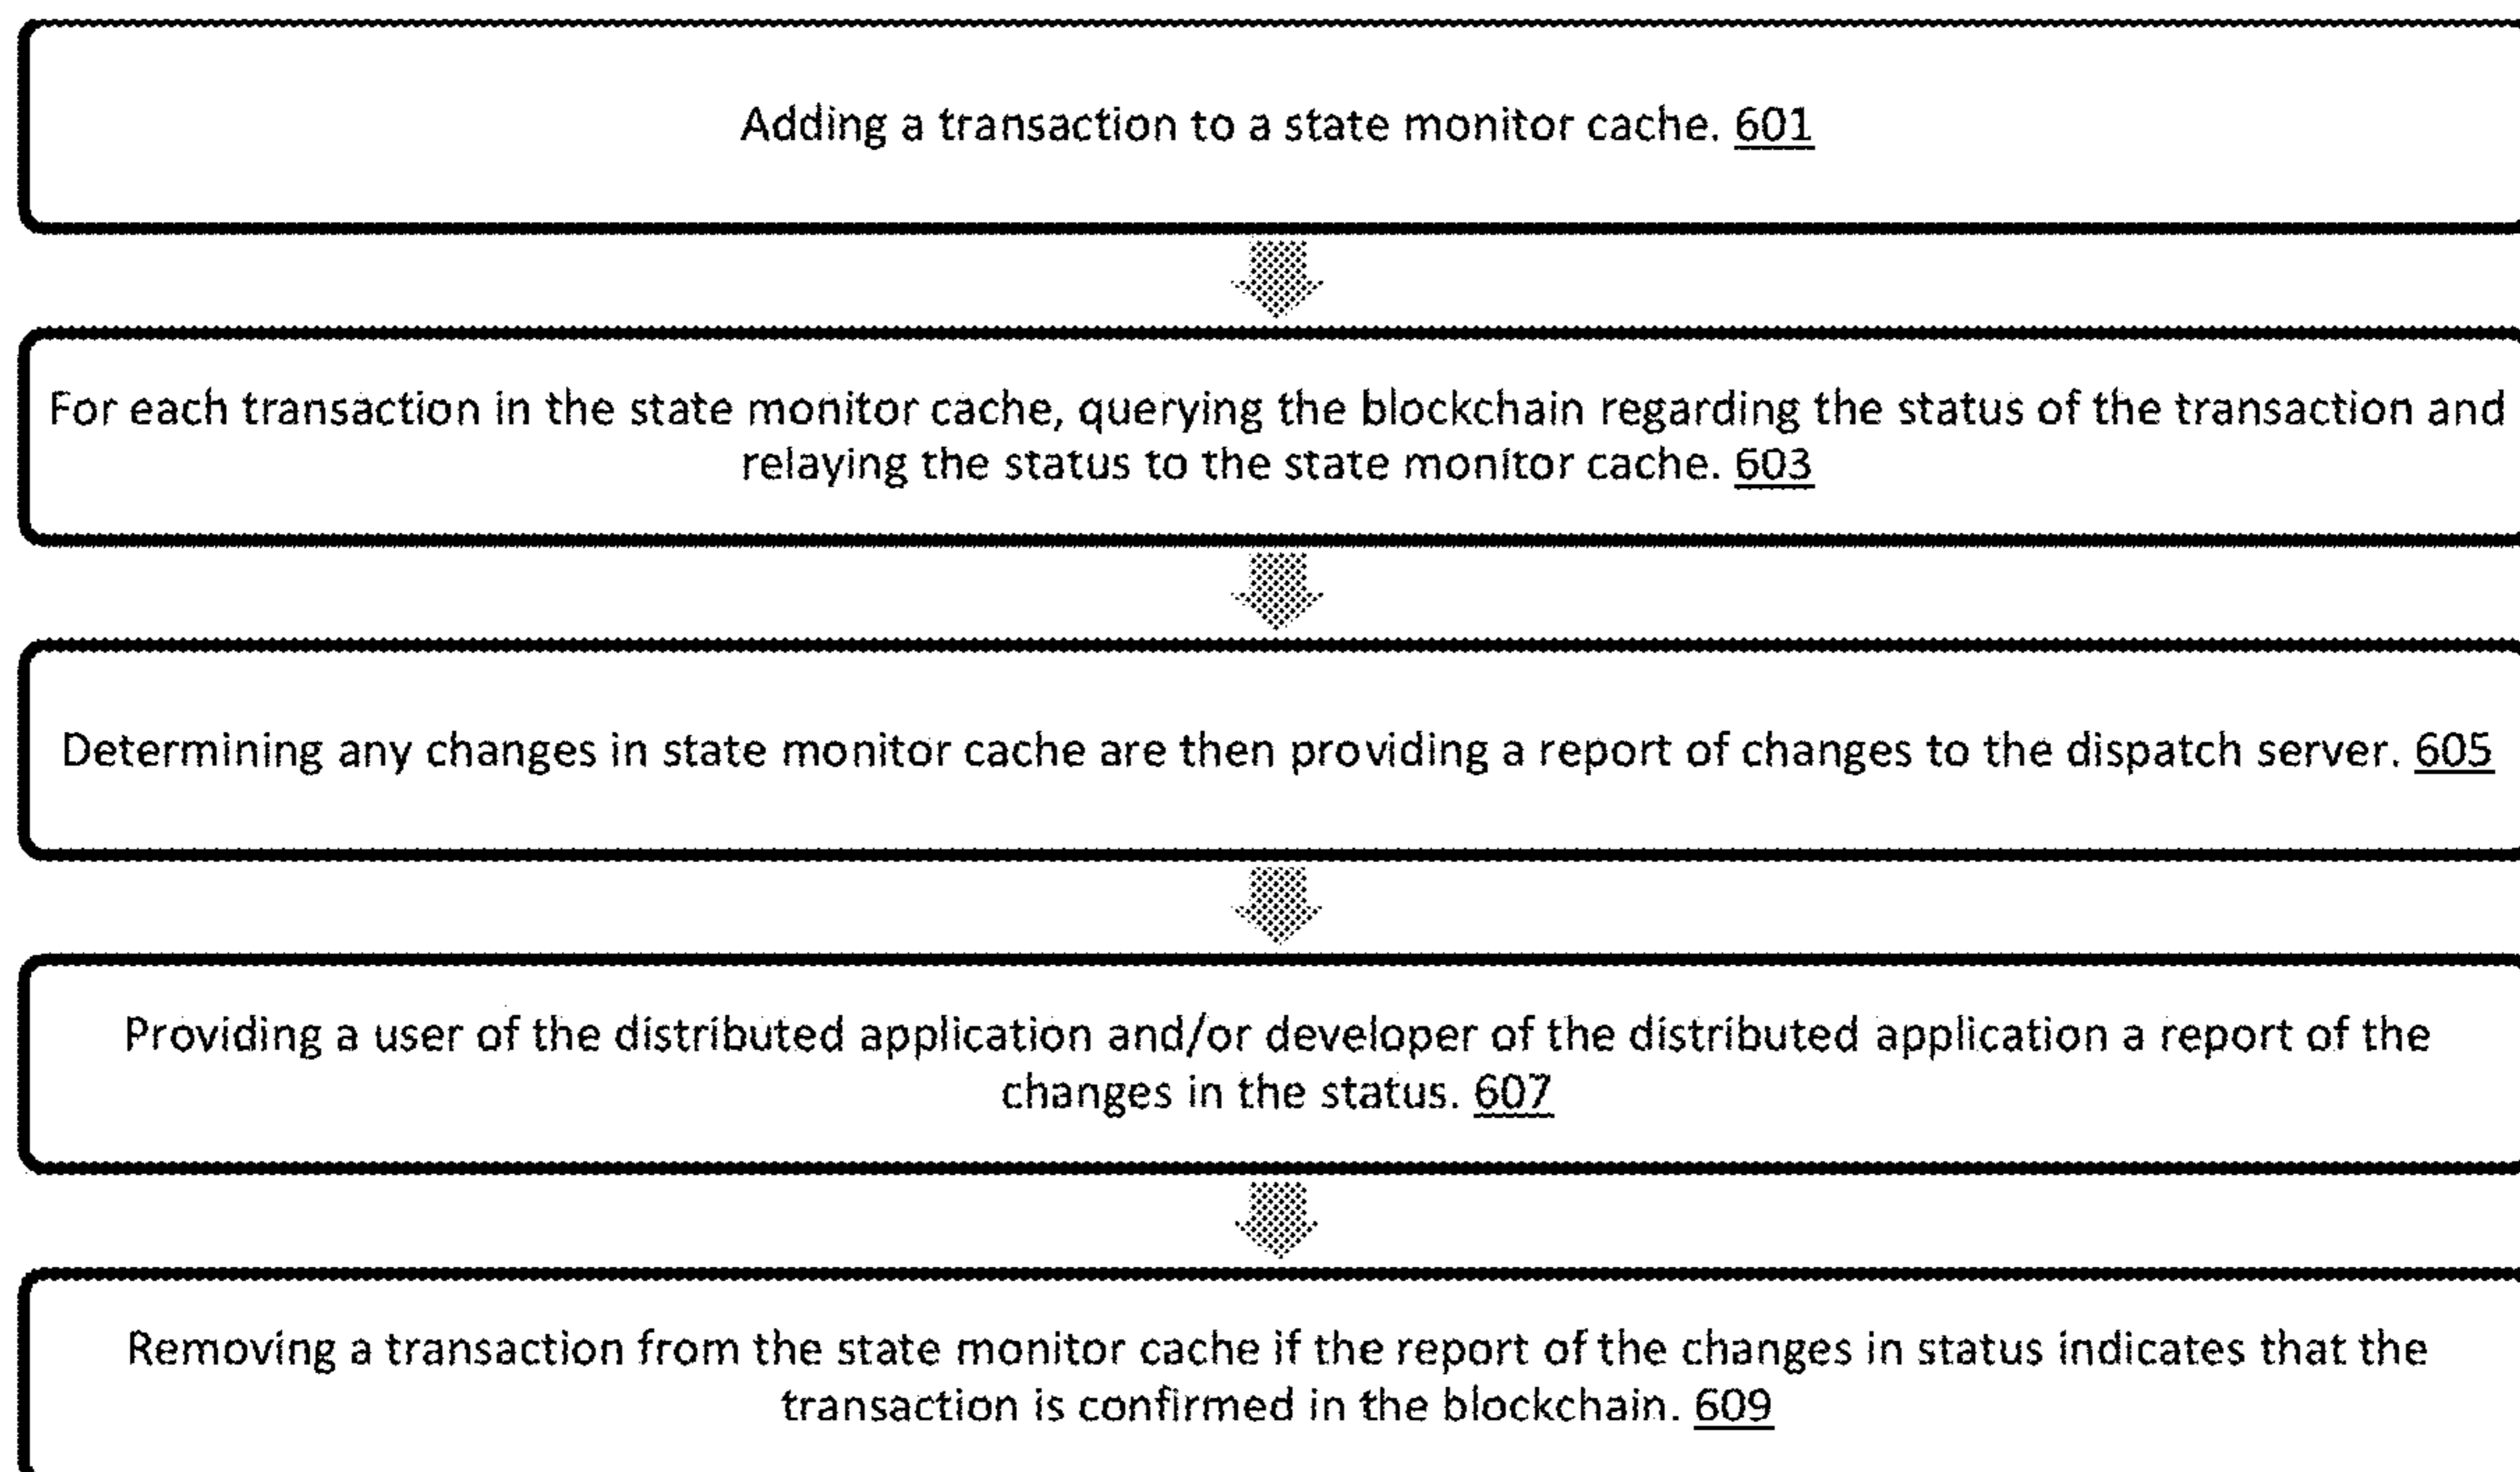 Adding a transaction to a state monitor cache. 601
For each transaction in the state monitor cache, querying the blockchain regarding the status of the transaction and
relaying the status to the state monitor cache. 603
Determining any changes in state monitor cache are then providing a report of changes to the dispatch server. 605
Providing a user of the distributed application and/or developer of the distributed application a report of the
changes in the status. 607
Removing a transaction from the state monitor cache if the report of the changes in status indicates that the
transaction is confirmed in the blockchain. 609